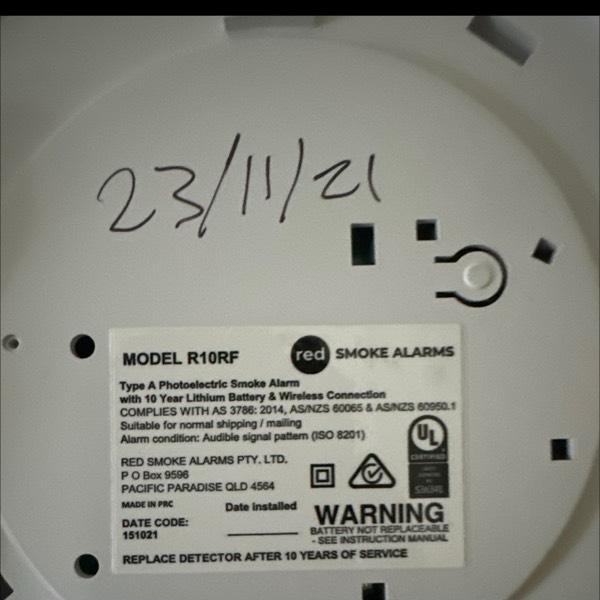 23/11/21
MODEL R10RF
red SMOKE ALARMS
Type A Photoelectric Smoke Alarm
with 10 Year Lithium Battery & Wireless Connection
COMPLIES WITH AS 3786: 2014, AS/NZS 60065 & AS/NZS 60950.1
Suitable for normal shipping / mailing
Alarm condition: Audible signal pattern (ISO 8201)
UL
CERTIFIED
RED SMOKE ALARMS PTY. LTD.
P O Box 9596
PACIFIC PARADISE QLD 4564
MADE IN PRC
Date Installed
DATE CODE:
151021
WARNING
BATTERY NOT REPLACEABLE
- SEE INSTRUCTION MANUAL
REPLACE DETECTOR AFTER 10 YEARS OF SERVICE